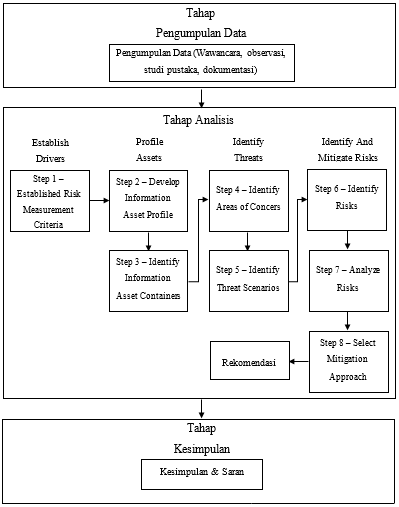 Tahap
Pengumpulan Data
Pengumpulan Data (Wawancara, observasi,
studi pustaka, dokumentasi)
Tahap Analisis
Establish
Drivers
Profile
Assets
Identify
Threats
Identify And
Mitigate Risks
Step 1 –
Established Risk
Measurement
Criteria
Step 2 – Develop
Information
Asset Profile
Step 3 – Identify
Information
Asset Containers
Step 4 – Identify
Areas of Concers
Step 5 – Identify
Threat Scenarios
Step 6 – Identify
Risks
Step 7 – Analyze
Risks
Step 8 – Select
Mitigation
Approach
Rekomendasi
Tahap
Kesimpulan
Kesimpulan & Saran